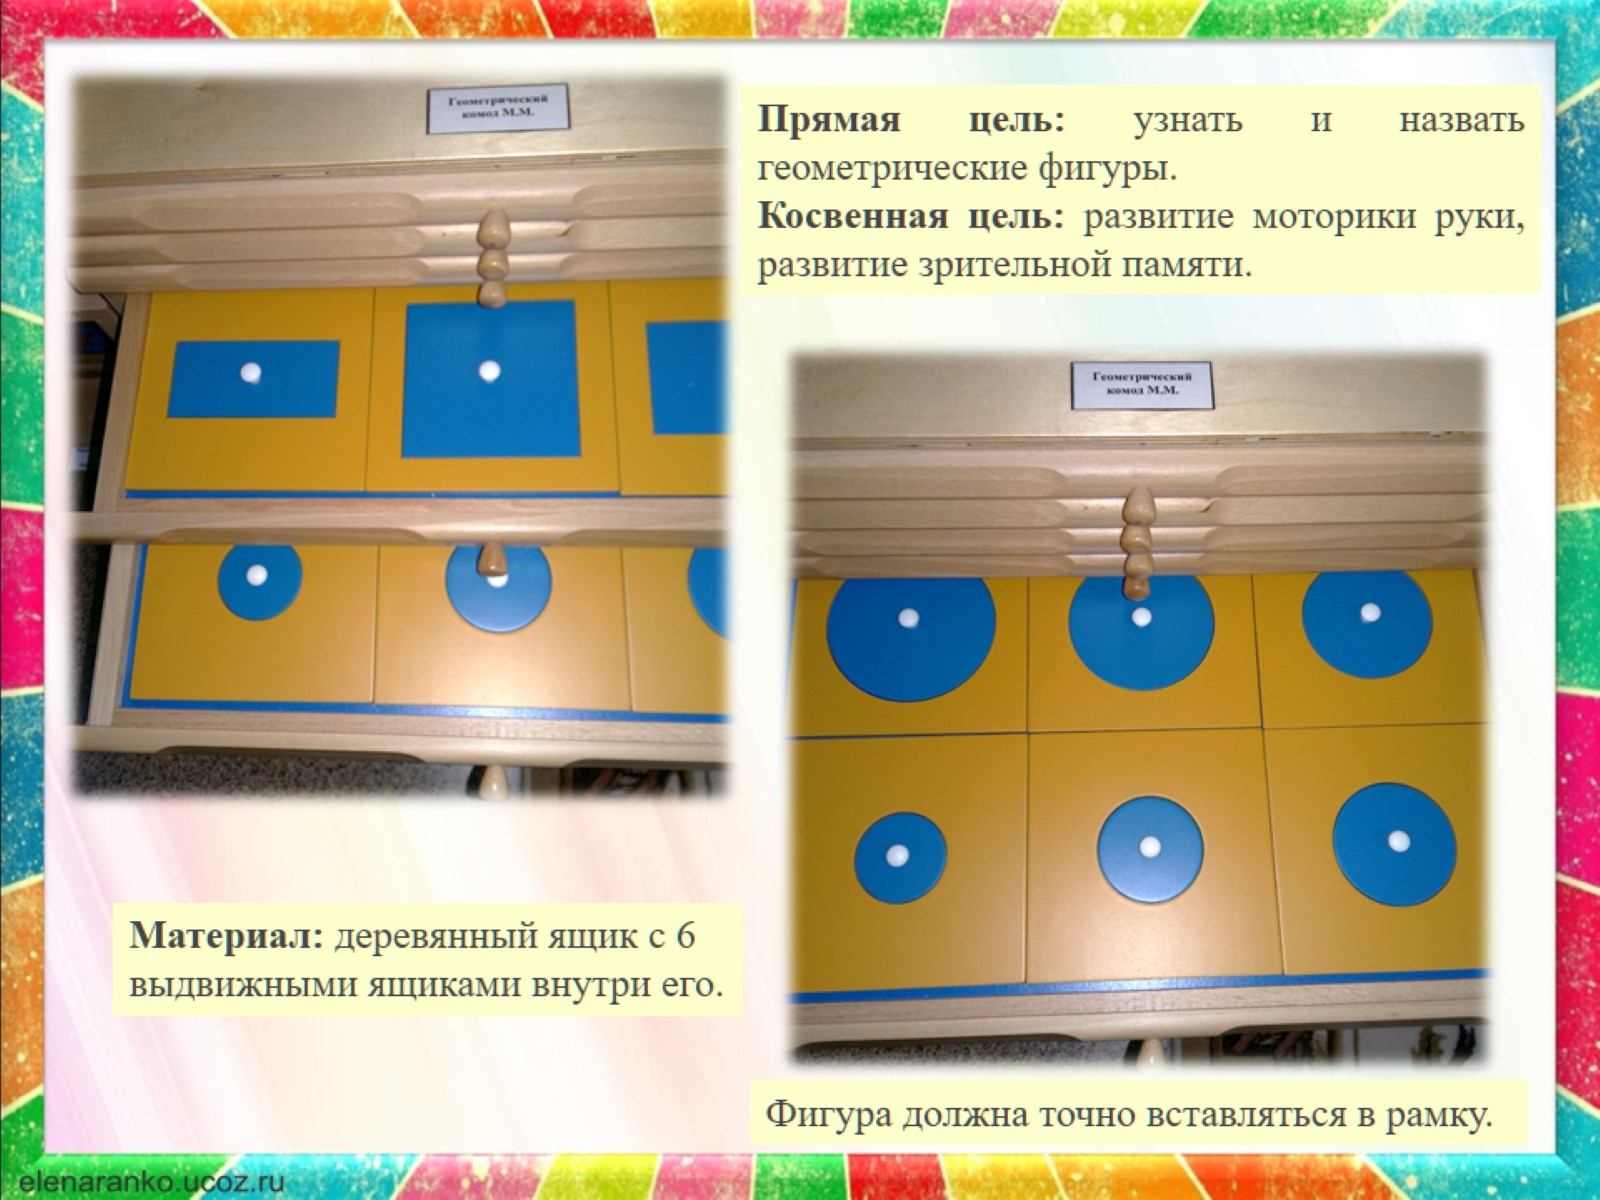 Геометрический
комод М.М.
Прямая цель: узнать и назвать
геометрические фигуры.
Косвенная цель: развитие моторики руки,
развитие зрительной памяти.
Геометрический
комод М.М.
Материал: деревянный ящик с 6
выдвижными ящиками внутри его.
Фигура должна точно вставляться в рамку.
elenaranko.ucoz.ru